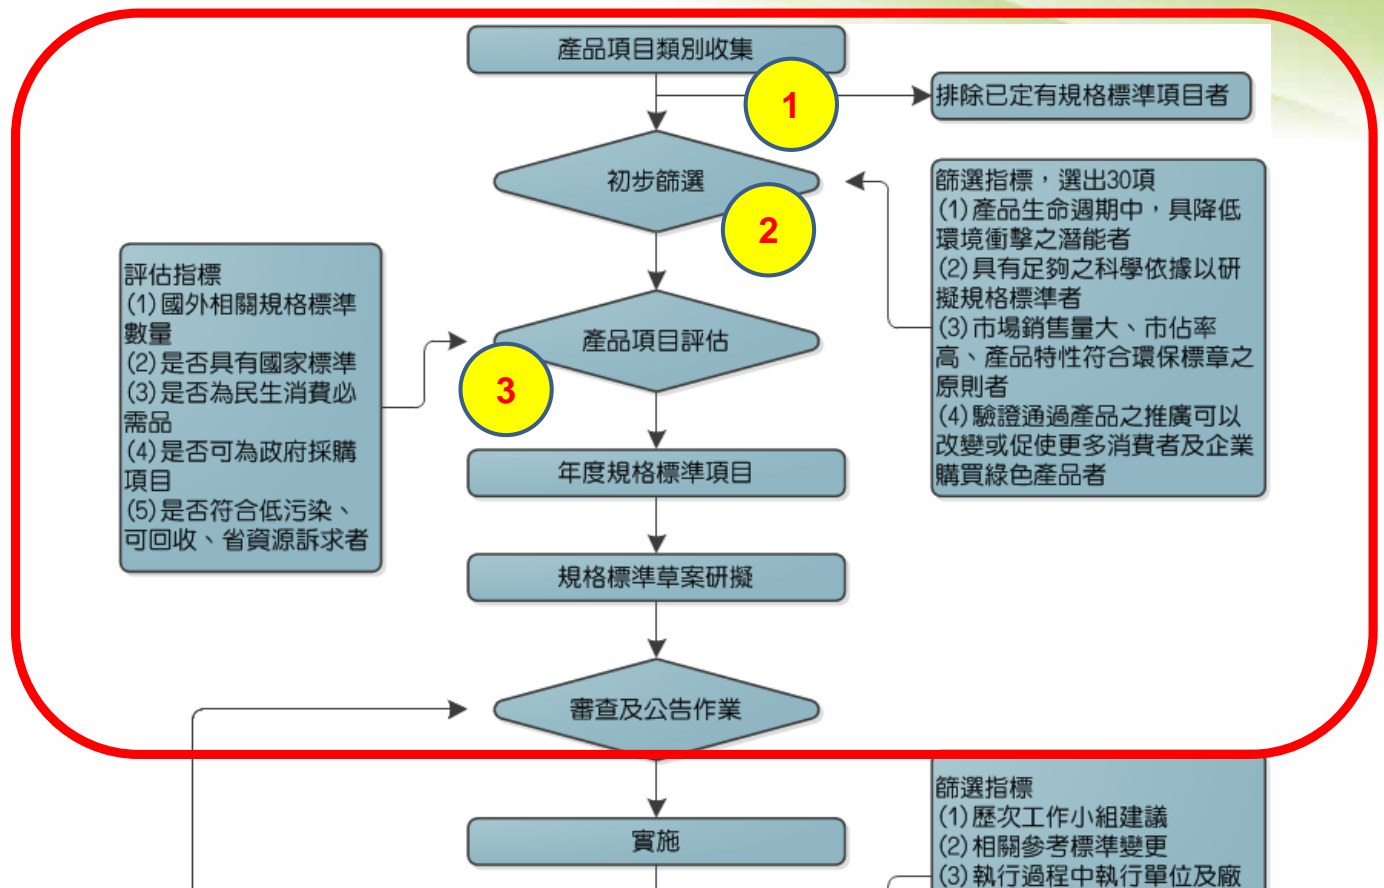 產品項目類別收集
1
排除已定有規格標準項目者
初步篩選
2
篩選指標，選出30項
(1)產品生命週期中，具降低
環境衝擊之潛能者
(2)具有足夠之科學依據以研
擬規格標準者
(3)市場銷售量大、市佔率
高、產品特性符合環保標章之
原則者
(4)驗證通過產品之推廣可以
改變或促使更多消費者及企業
購買綠色產品者
評估指標
(1)國外相關規格標準
數量
(2)是否具有國家標準
(3)是否為民生消費必
需品
(4)是否可為政府採購
項目
(5)是否符合低污染、
可回收、省資源訴求者
產品項目評估
3
年度規格標準項目
規格標準草案研擬
審查及公告作業
實施
篩選指標
(1)歷次工作小組建議
(2)相關參考標準變更
(3)執行過程中執行單位及廠